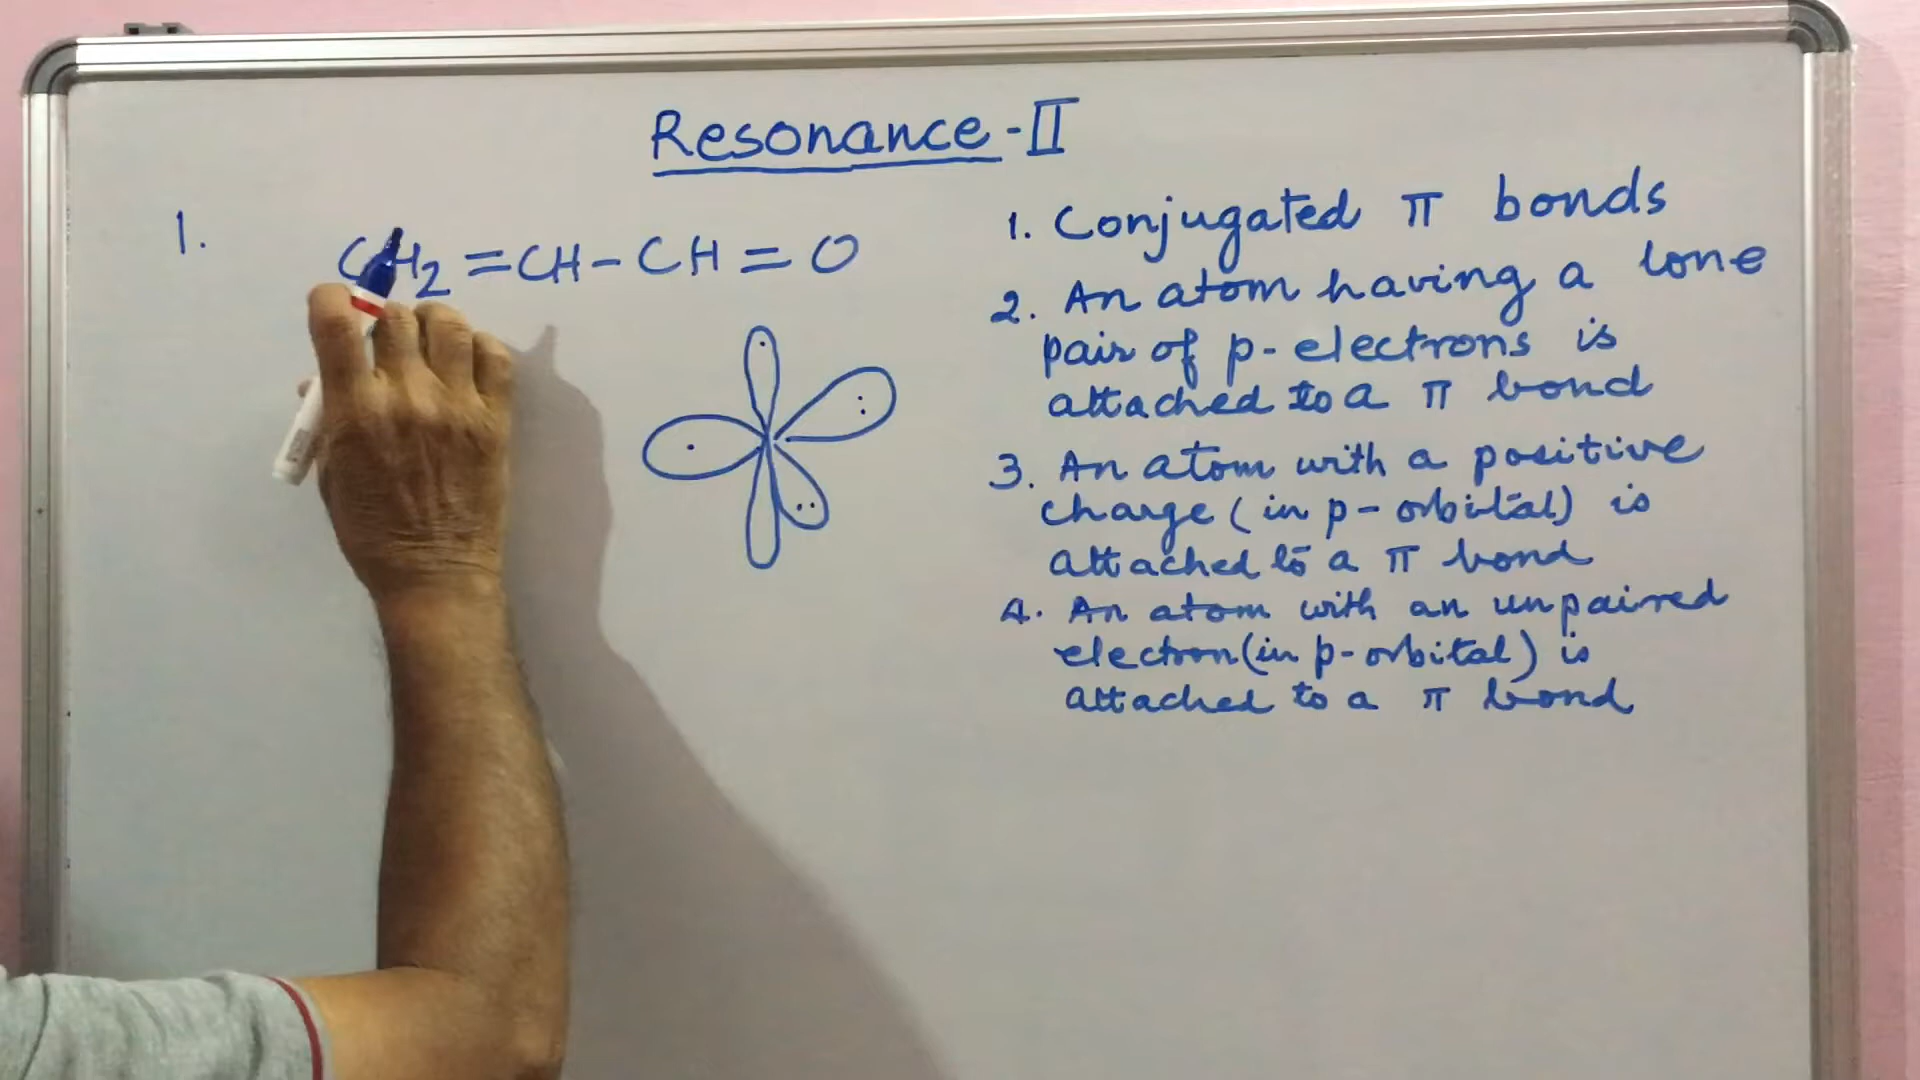 Resonance-II
1.
CH2=CH-CH=O
1. Conjugated π bonds
2. An atom having a lone
pair of p-electrons is
attached to a π bond
3. An atom with a positive
charge (in p-orbital) is
attached to a π bond
4. An atom with an unpaired
electron (in p-orbital) is
attached to a π bond